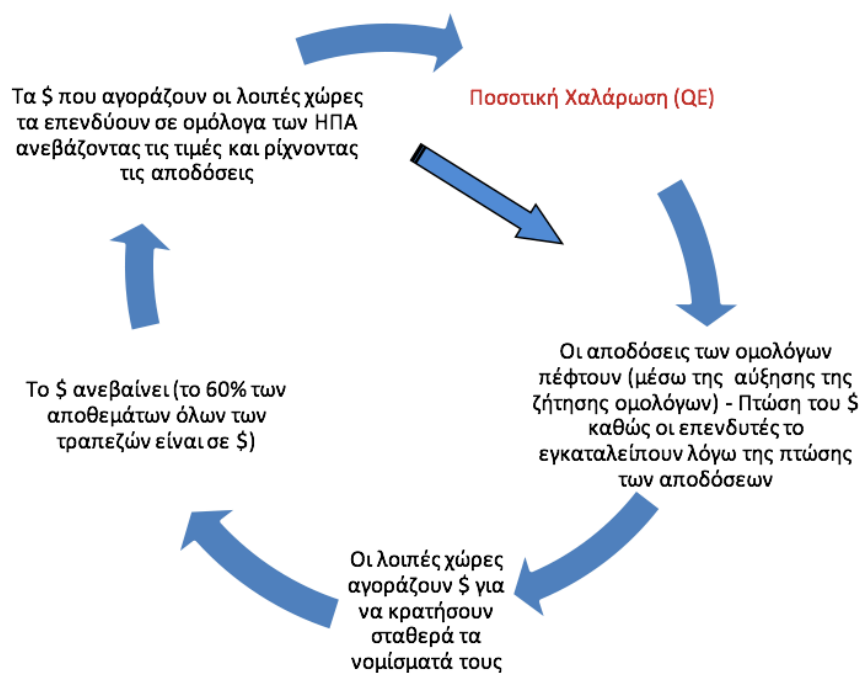 Ποσοτική Χαλάρωση (QE)
Οι αποδόσεις των ομολόγων
πέφτουν (μέσω της αύξησης της
ζήτησης ομολόγων) - Πτώση του $
καθώς οι επενδυτές το
εγκαταλείπουν λόγω της πτώσης
των αποδόσεων
Οι λοιπές χώρες
αγοράζουν $ για
να κρατήσουν
σταθερά τα
νομίσματά τους
Το $ ανεβαίνει (το 60% των
αποθεμάτων όλων των
τραπεζών είναι σε $)
Τα $ που αγοράζουν οι λοιπές χώρες
τα επενδύουν σε ομόλογα των ΗΠΑ
ανεβάζοντας τις τιμές και ρίχνοντας
τις αποδόσεις